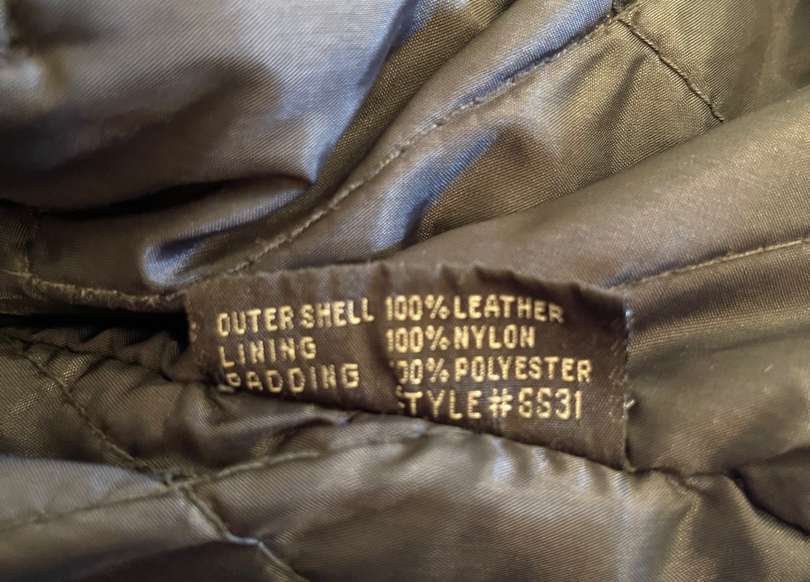 OUTER SHELL 100% LEATHER
LINING 100% NYLON
PADDING 100% POLYESTER
STYLE#SS31